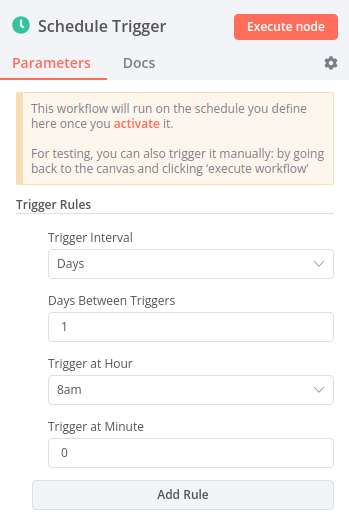 Schedule Trigger
Execute node
Parameters
Docs
This workflow will run on the schedule you define
here once you activate it.
For testing, you can also trigger it manually: by going
back to the canvas and clicking ‘execute workflow’
Trigger Rules
Trigger Interval
Days
Days Between Triggers
1
Trigger at Hour
8am
Trigger at Minute
0
Add Rule